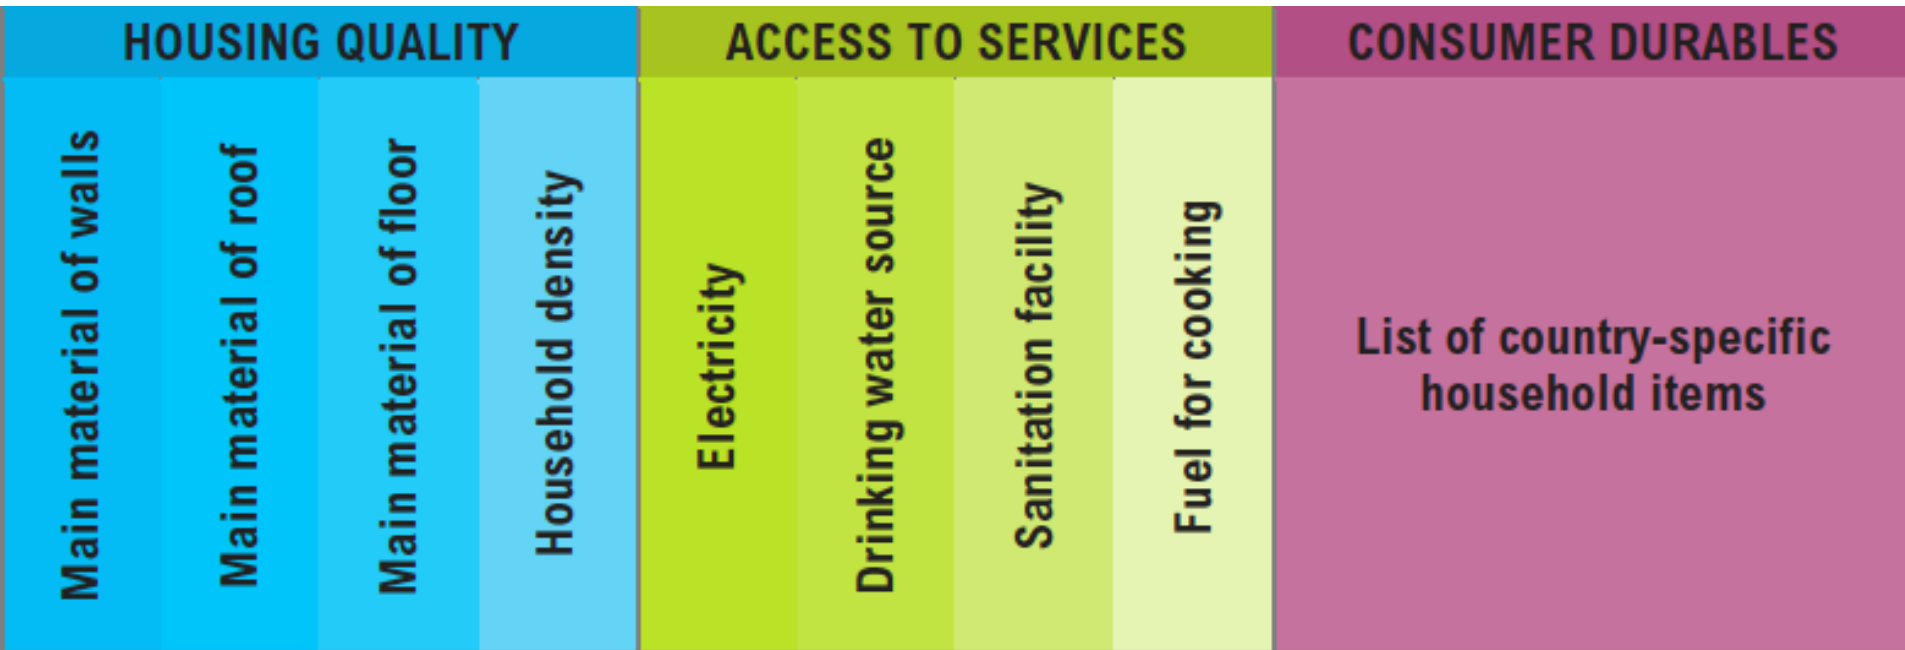 HOUSING QUALITY
Main material of walls
Main material of roof
Main material of floor
Household density
ACCESS TO SERVICES
Electricity
Drinking water source
Sanitation facility
Fuel for cooking
CONSUMER DURABLES
List of country-specific
household items